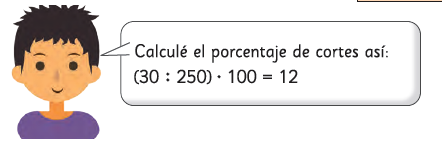 Calculé el porcentaje de cortes así:
(30 : 250) · 100 = 12